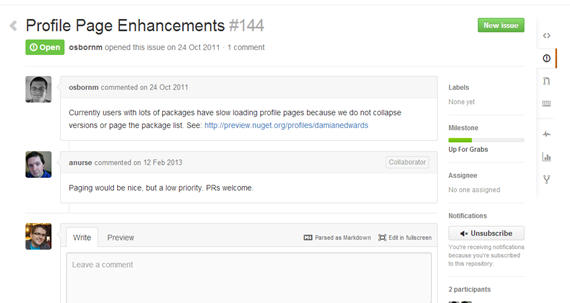 Profile Page Enhancements #144
New issue
Open osbornm opened this issue on 24 Oct 2011 · 1 comment
osbornm commented on 24 Oct 2011
Currently users with lots of packages have slow loading profile pages because we do not collapse
versions or page the package list. See: http://preview.nuget.org/profiles/damianedwards
anurse commented on 12 Feb 2013 Collaborator
Paging would be nice, but a low priority. PRs welcome.
Write Preview Parsed as Markdown Edit in fullscreen
Leave a comment
Labels
None yet
Milestone
Up For Grabs
Assignee
No one assigned
Notifications
Unsubscribe
You're receiving notifications
because you're subscribed
to this repository.
2 participants